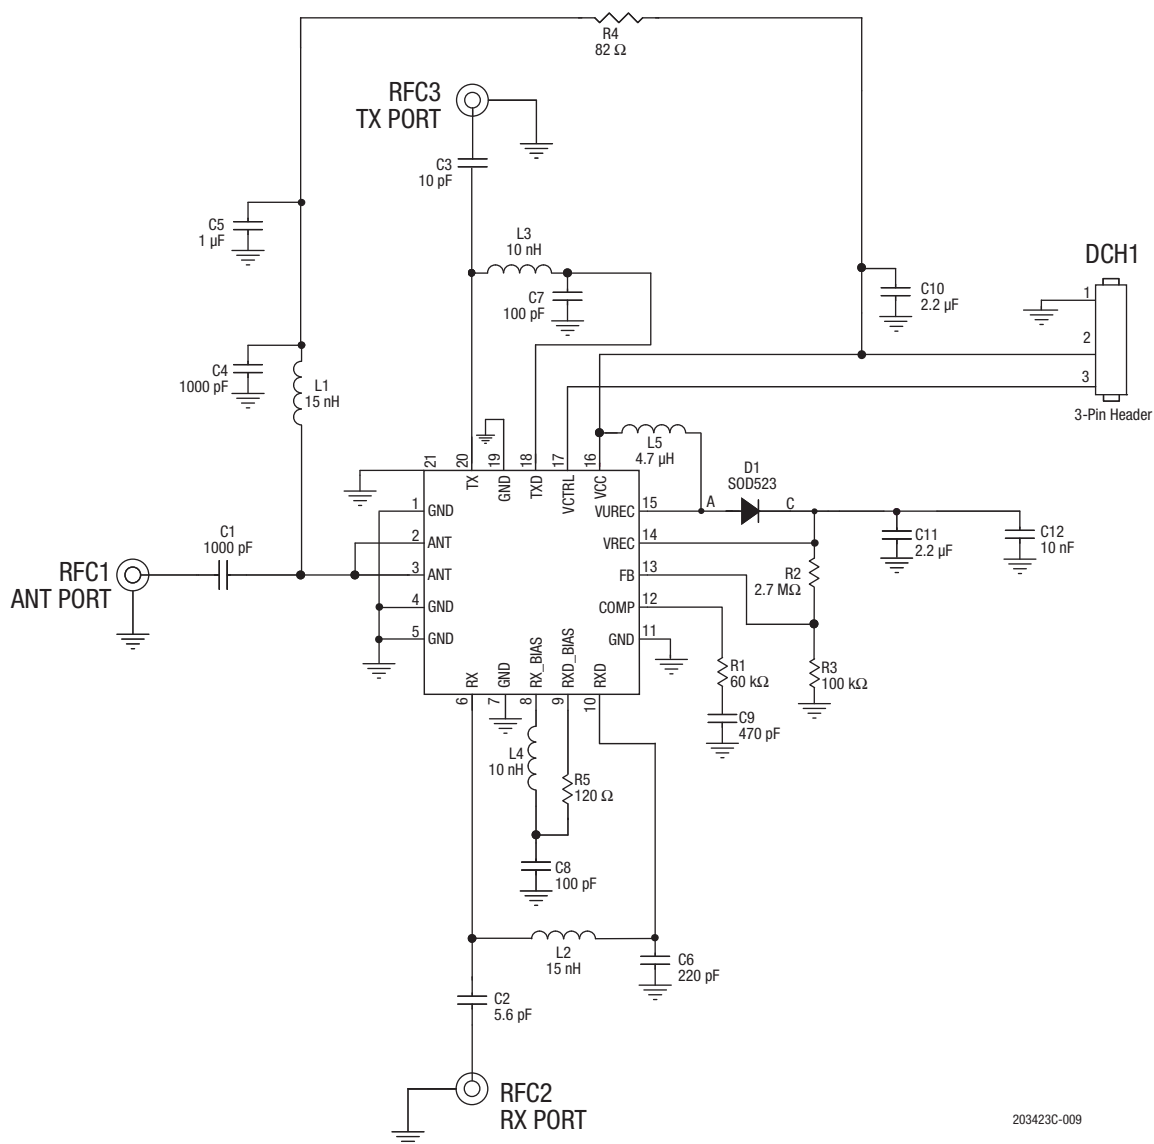 R4
82 Ω
RFC3
TX PORT
C3
10 pF
C5
1 µF
L3
10 nH
C7
100 pF
C10
2.2 µF
DCH1
1
2
3
3-Pin Header
C4
1000 pF
L1
15 nH
L5
4.7 µH
D1
SOD523
A
C
21
20
19
18
17
16
TX
GND
TXD
VCTRL
VCC
1
GND
2
ANT
3
ANT
4
GND
5
GND
VUREC
15
VREC
14
FB
13
COMP
12
GND
11
RX
GND
RX_BIAS
RXD_BIAS
RXD
6
7
8
9
10
C1
1000 pF
RFC1
ANT PORT
C11
2.2 µF
C12
10 nF
R2
2.7 MΩ
R3
100 kΩ
R1
60 kΩ
C9
470 pF
L4
10 nH
R5
120 Ω
C8
100 pF
L2
15 nH
C6
220 pF
C2
5.6 pF
RFC2
RX PORT
203423C-009